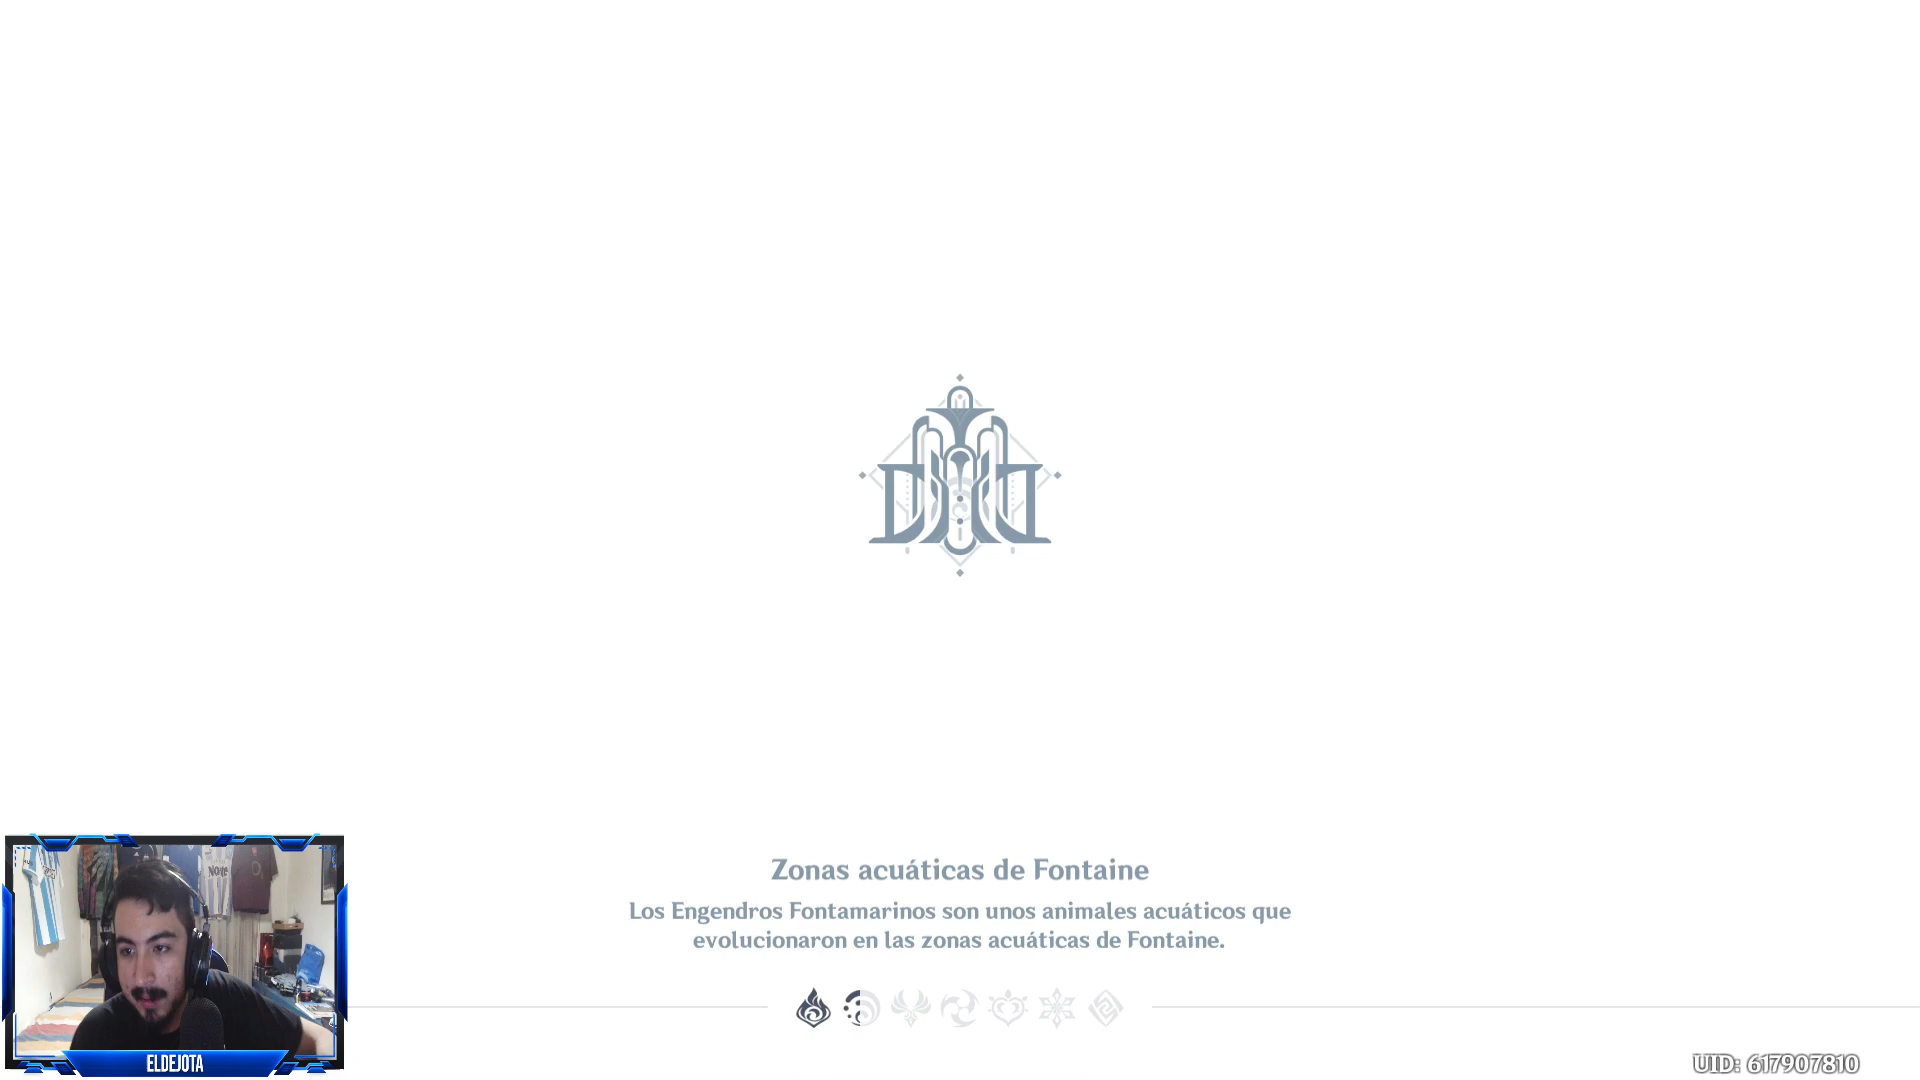 Zonas acuáticas de Fontaine
Los Engendros Fontamarinos son unos animales acuáticos que
evolucionaron en las zonas acuáticas de Fontaine.
Norte
ELDEJOTA
UID: 617907810